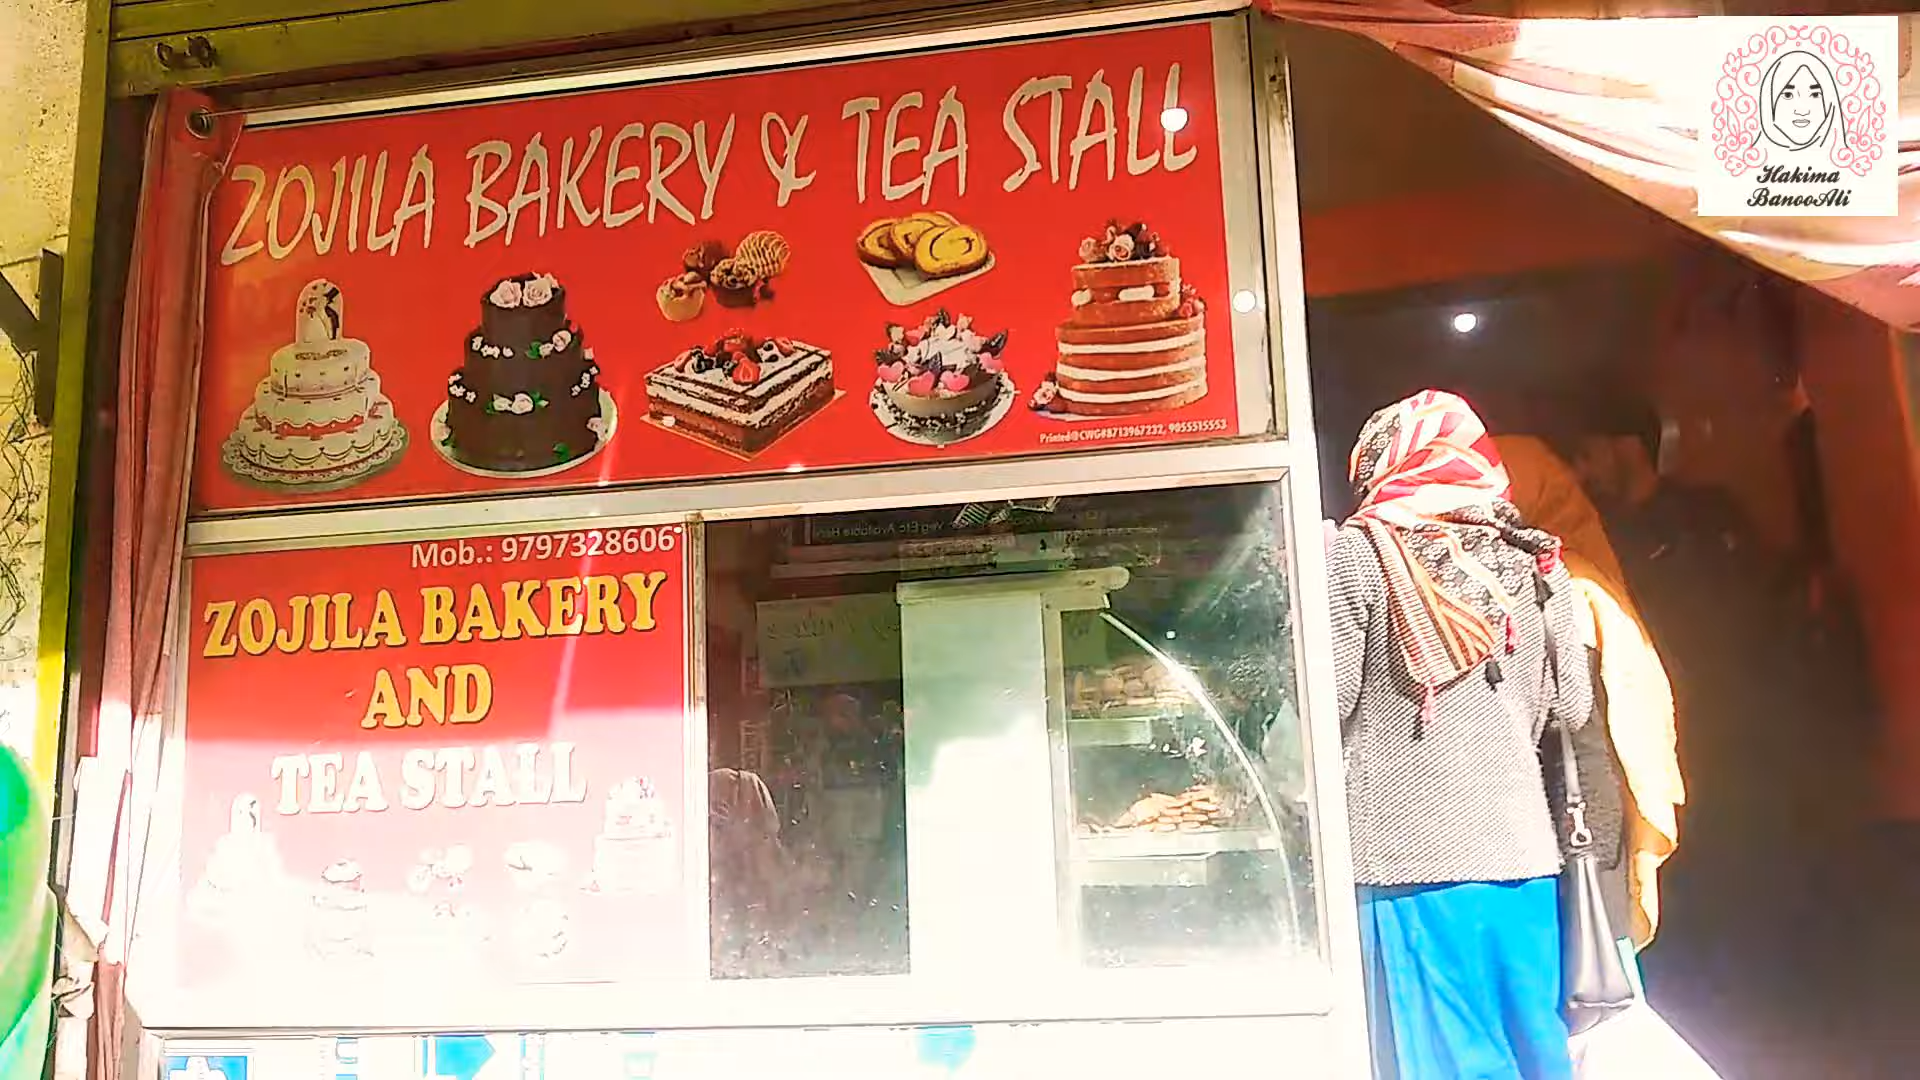 ZOJILA BAKERY & TEA STALL
Printed@CWG#8713967232, 9055515553
Mob.: 9797328606
ZOJILA BAKERY
AND
TEA STALL
Hakima
BanooAli